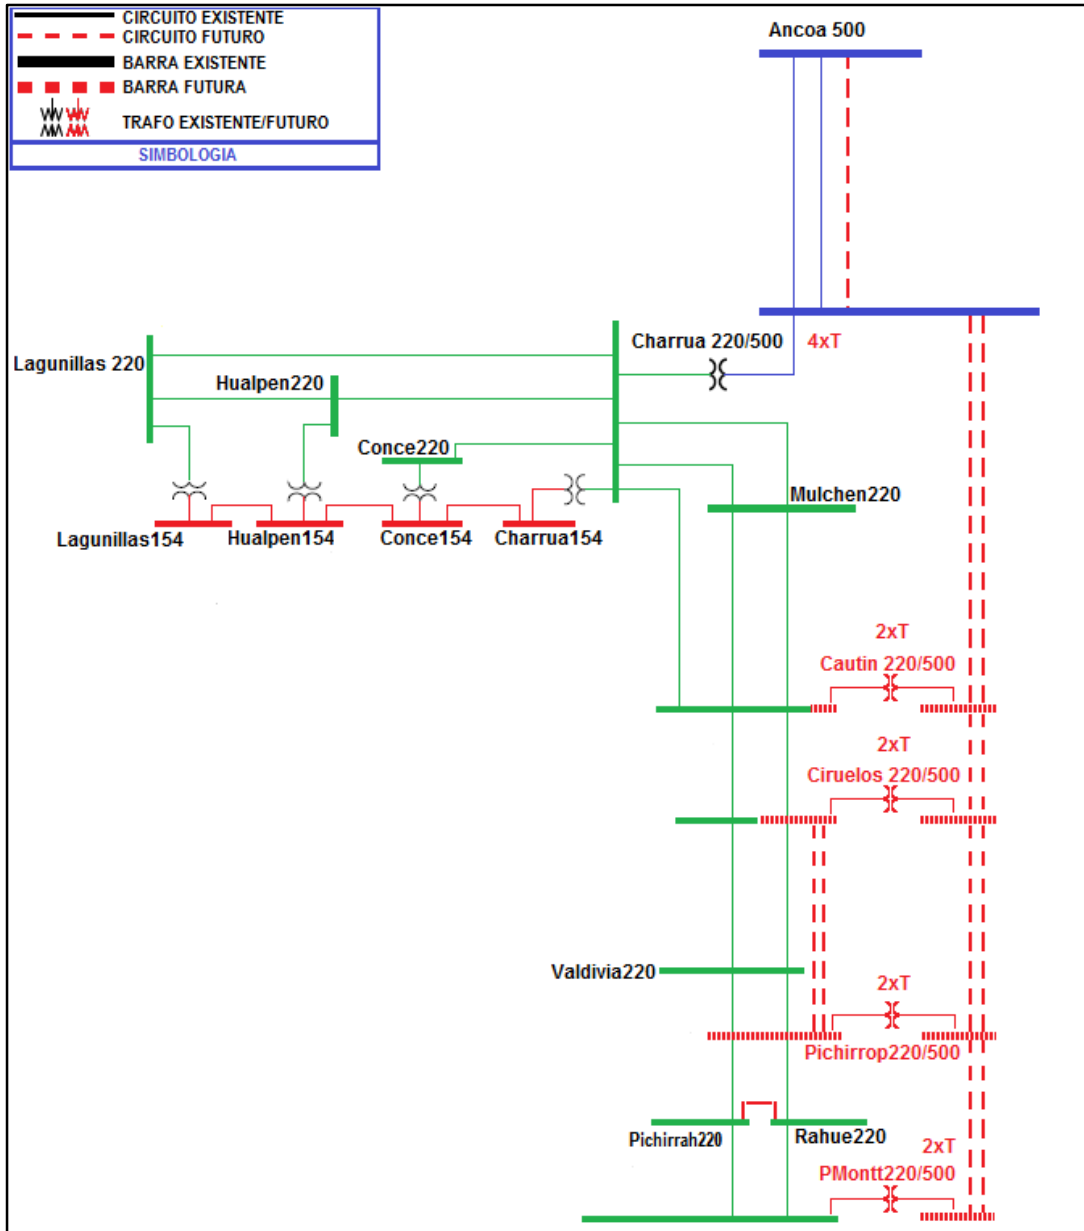 CIRCUITO EXISTENTE
CIRCUITO FUTURO
BARRA EXISTENTE
BARRA FUTURA
TRAFO EXISTENTE/FUTURO
SIMBOLOGIA
Ancoa 500
Charrua 220/500
4xT
Lagunillas 220
Hualpen220
Conce220
Mulchen220
Lagunillas154
Hualpen154
Conce154
Charrua154
2xT
Cautin 220/500
2xT
Ciruelos 220/500
Valdivia220
2xT
Pichirrop220/500
Pichirrah220
Rahue220
2xT
PMontt220/500